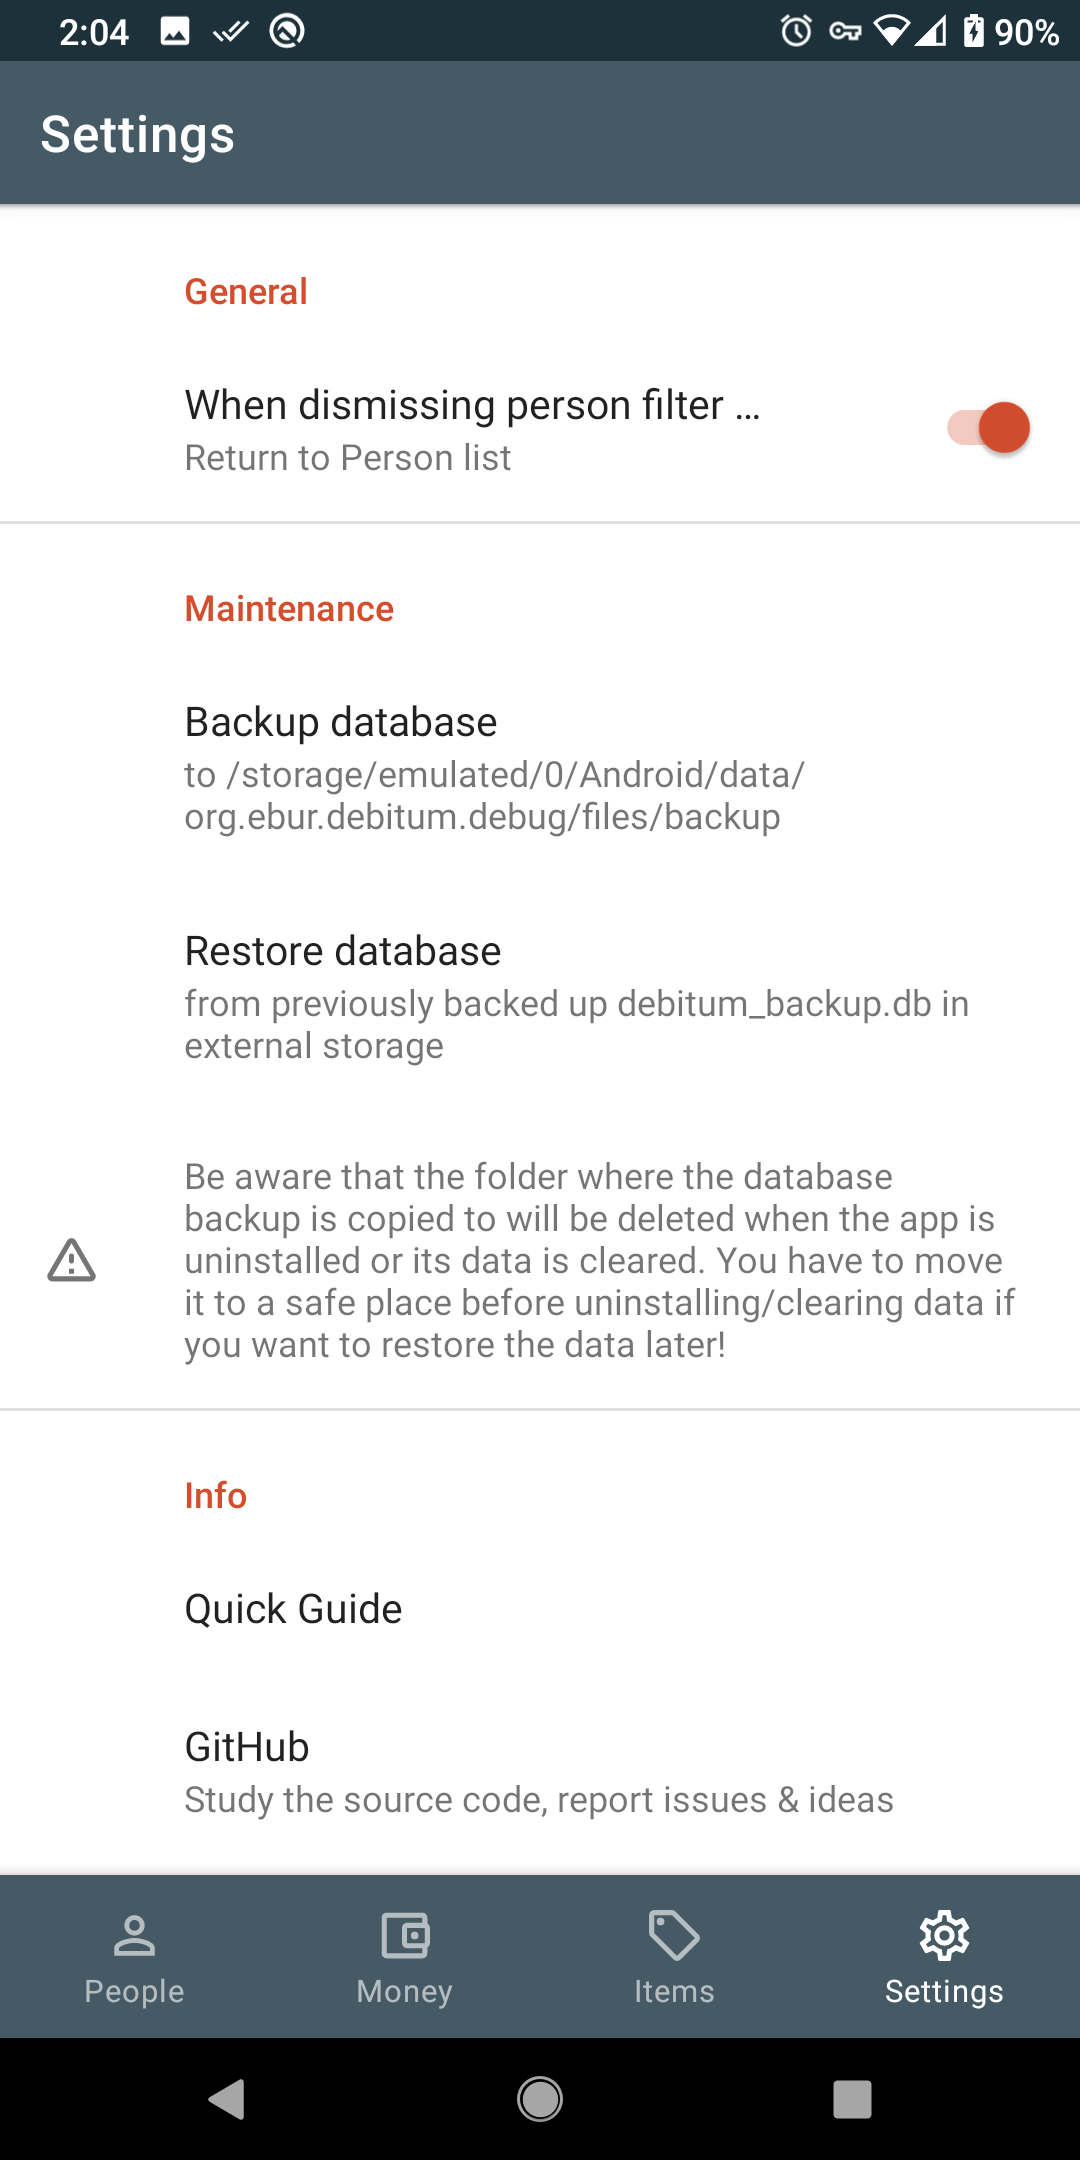 2:04
90%
Settings
General
When dismissing person filter ...
Return to Person list
Maintenance
Backup database
to /storage/emulated/0/Android/data/
org.ebur.debitum.debug/files/backup
Restore database
from previously backed up debitum_backup.db in
external storage
Be aware that the folder where the database
backup is copied to will be deleted when the app is
uninstalled or its data is cleared. You have to move
it to a safe place before uninstalling/clearing data if
you want to restore the data later!
Info
Quick Guide
GitHub
Study the source code, report issues & ideas
People
Money
Items
Settings